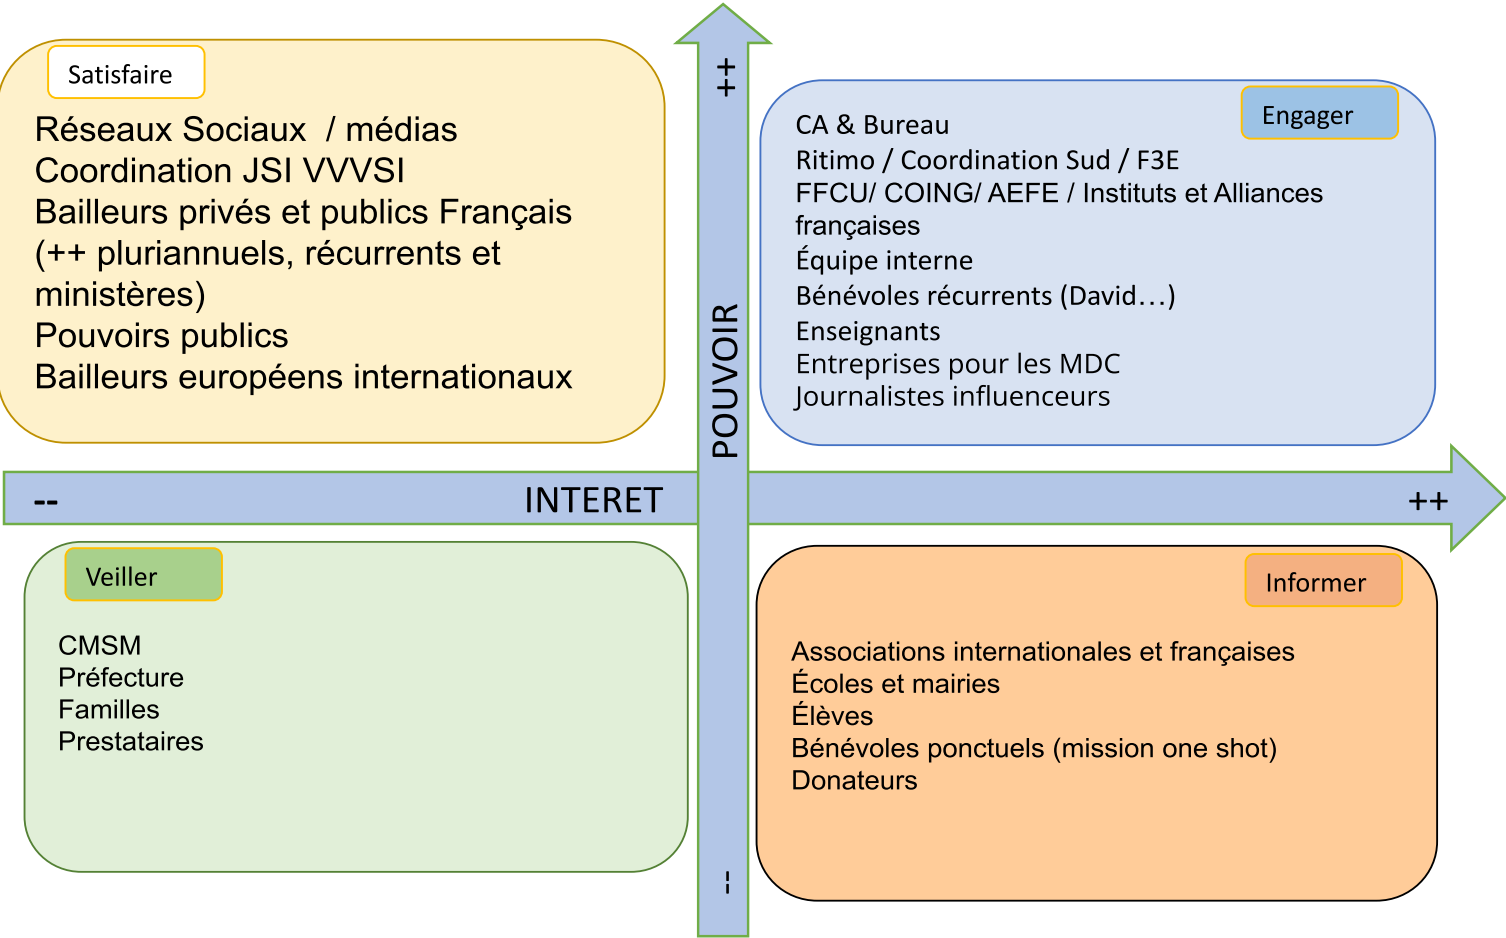 Satisfaire
Réseaux Sociaux  / médias
Coordination JSI VVVSI
Bailleurs privés et publics Français
(++ pluriannuels, récurrents et
ministères)
Pouvoirs publics
Bailleurs européens internationaux
++
POUVOIR
--
Engager
CA & Bureau
Ritimo / Coordination Sud / F3E
FFCU/ COING/ AEFE / Instituts et Alliances
françaises
Équipe interne
Bénévoles récurrents (David…)
Enseignants
Entreprises pour les MDC
Journalistes influenceurs
--
INTERET
++
Veiller
CMSM
Préfecture
Familles
Prestataires
Informer
Associations internationales et françaises
Écoles et mairies
Élèves
Bénévoles ponctuels (mission one shot)
Donateurs